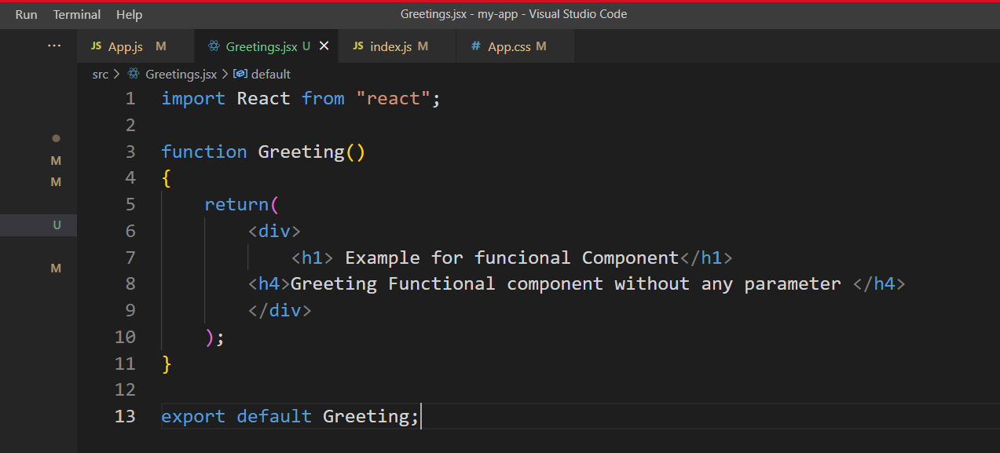 Run Terminal Help Greetings.jsx - my-app - Visual Studio Code
... JS App.js M Greetings.jsx U × JS index.js M # App.css M
src > Greetings.jsx > default
1 import React from "react";
2
3 function Greeting()
M
4 {
M
5 return(
U
6 <div>
7 <h1> Example for funcional Component</h1>
M
8 <h4>Greeting Functional component without any parameter </h4>
9 </div>
10 );
11 }
12
13 export default Greeting;